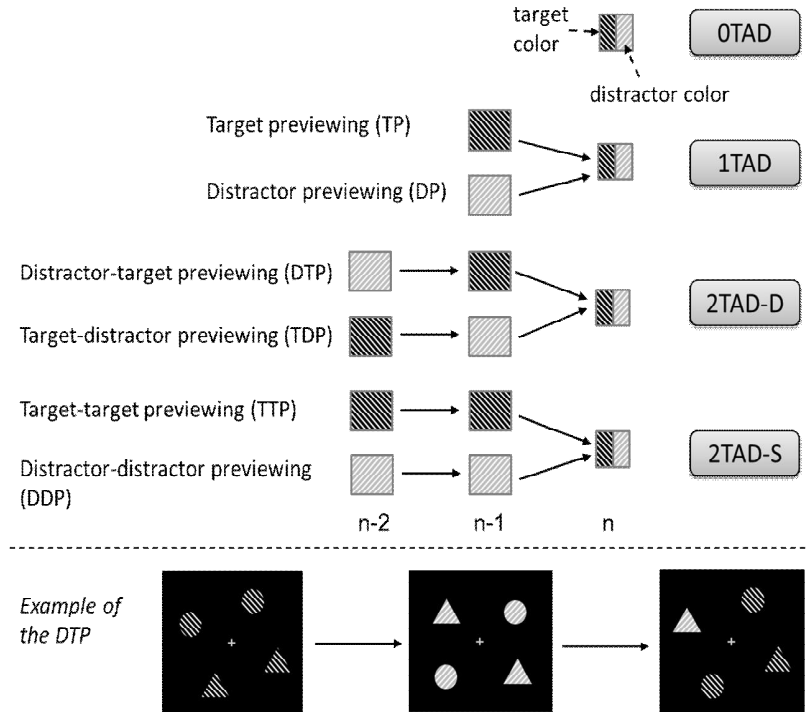 target
color
0TAD
distractor color
Target previewing (TP)
1TAD
Distractor previewing (DP)
Distractor-target previewing (DTP)
2TAD-D
Target-distractor previewing (TDP)
Target-target previewing (TTP)
2TAD-S
Distractor-distractor previewing
(DDP)
n-2 n-1 n
Example of
the DTP